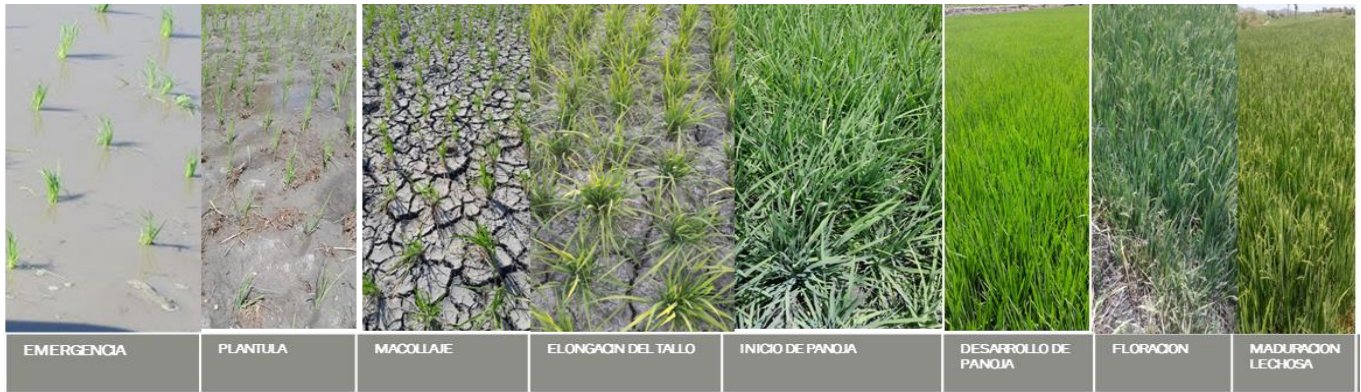 EMERGENCIA
PLANTULA
MACOLLAJE
ELONGACIN DEL TALLO
INICIO DE PANOJA
DESARROLLO DE
PANOJA
FLORACION
MADURACION
LECHOSA